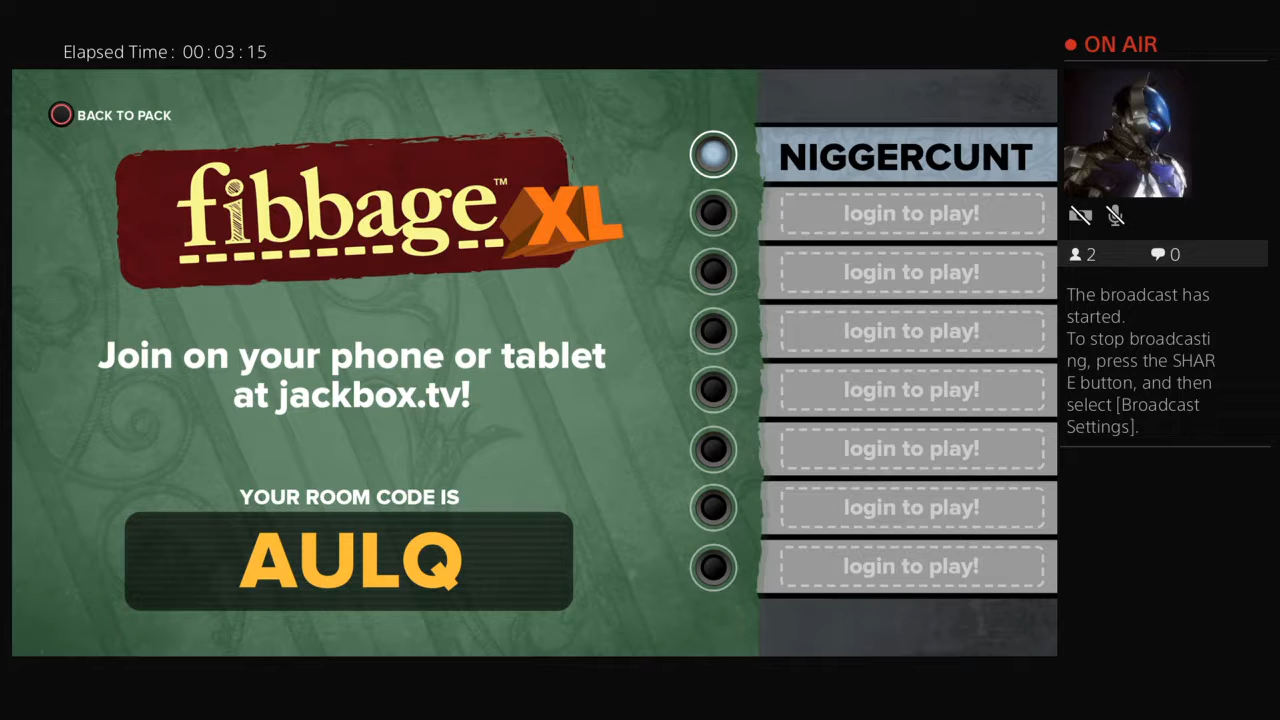 Elapsed Time: 00:03:15
ON AIR
BACK TO PACK
fibbage™ XL
NIGGERCUNT
login to play!
login to play!
login to play!
login to play!
login to play!
login to play!
login to play!
Join on your phone or tablet
at jackbox.tv!
YOUR ROOM CODE IS
AULQ
2 0
The broadcast has
started.
To stop broadcasti
ng, press the SHAR
E button, and then
select [Broadcast
Settings].